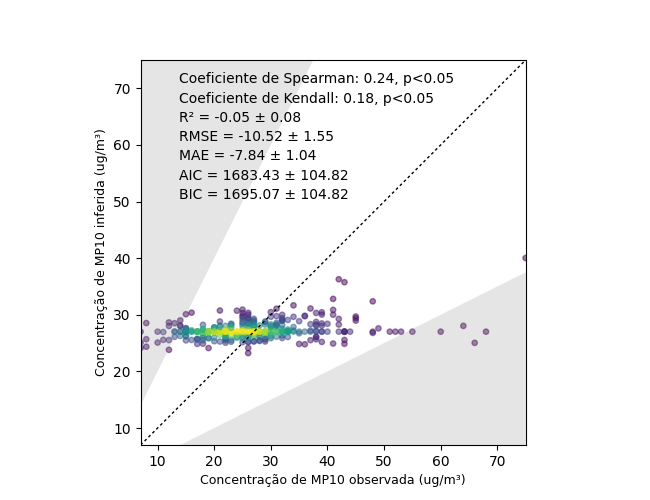 Coeficiente de Spearman: 0.24, p<0.05
Coeficiente de Kendall: 0.18, p<0.05
R² = -0.05 ± 0.08
RMSE = -10.52 ± 1.55
MAE = -7.84 ± 1.04
AIC = 1683.43 ± 104.82
BIC = 1695.07 ± 104.82
70
60
50
40
30
20
10
Concentração de MP10 inferida (ug/m³)
10 20 30 40 50 60 70
Concentração de MP10 observada (ug/m³)